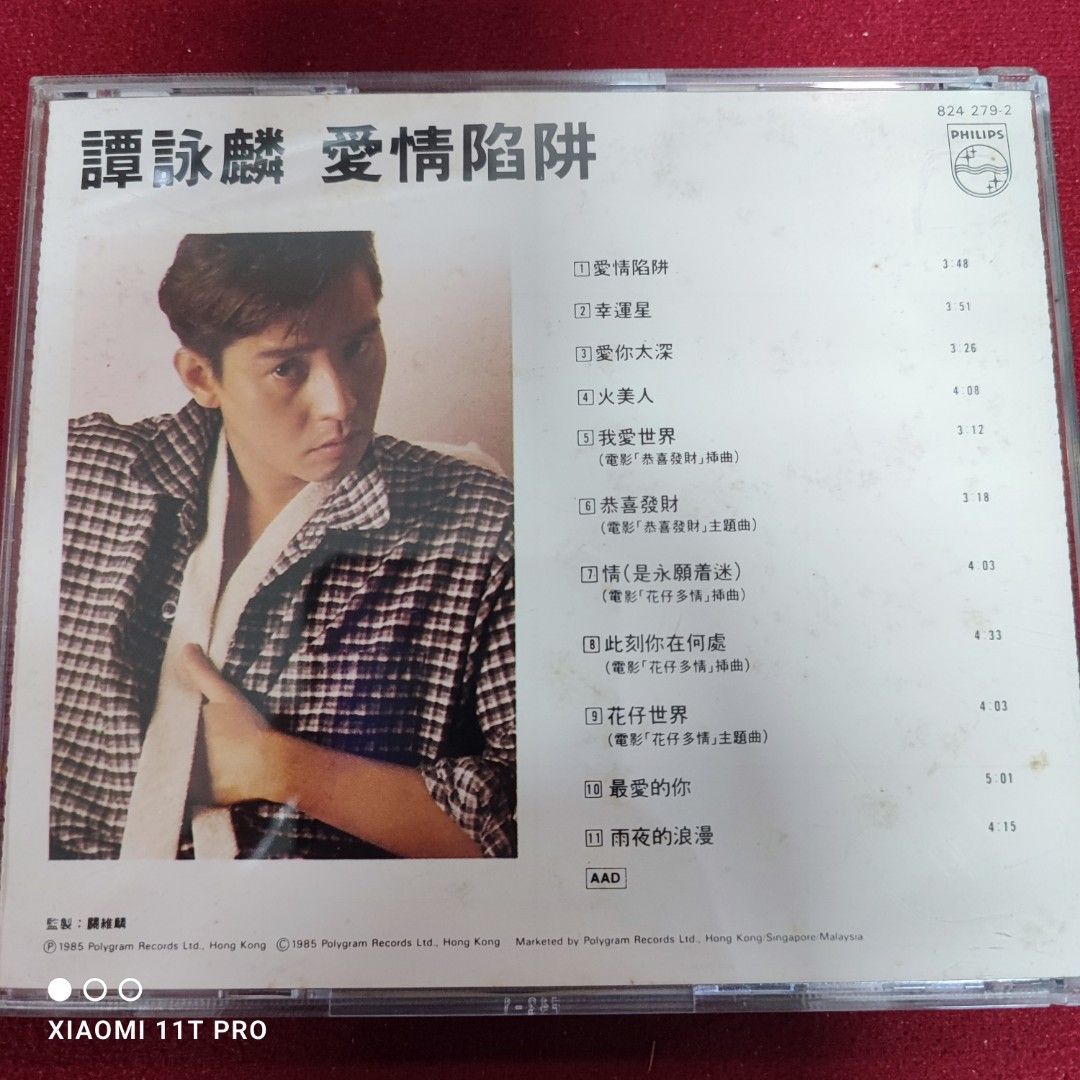 824 279-2
譚詠麟 愛情陷阱
PHILIPS
1 愛情陷阱 3:48
2 幸運星 3:51
3 愛你太深 3:26
4 火美人 4:08
5 我愛世界 3:12
(電影「恭喜發財」揷曲)
6 恭喜發財 3:18
(電影「恭喜發財」主題曲)
7 情(是永願着迷) 4:03
(電影「花仔多情」揷曲)
8 此刻你在何處 4:33
(電影「花仔多情」揷曲)
9 花仔世界 4:03
(電影「花仔多情」主題曲)
10 最愛的你 5:01
11 雨夜的浪漫 4:15
AAD
監製：關維麟
Ⓟ1985 Polygram Records Ltd., Hong Kong ©1985 Polygram Records Ltd., Hong Kong Marketed by Polygram Records Ltd., Hong Kong/Singapore/Malaysia
XIAOMI 11T PRO